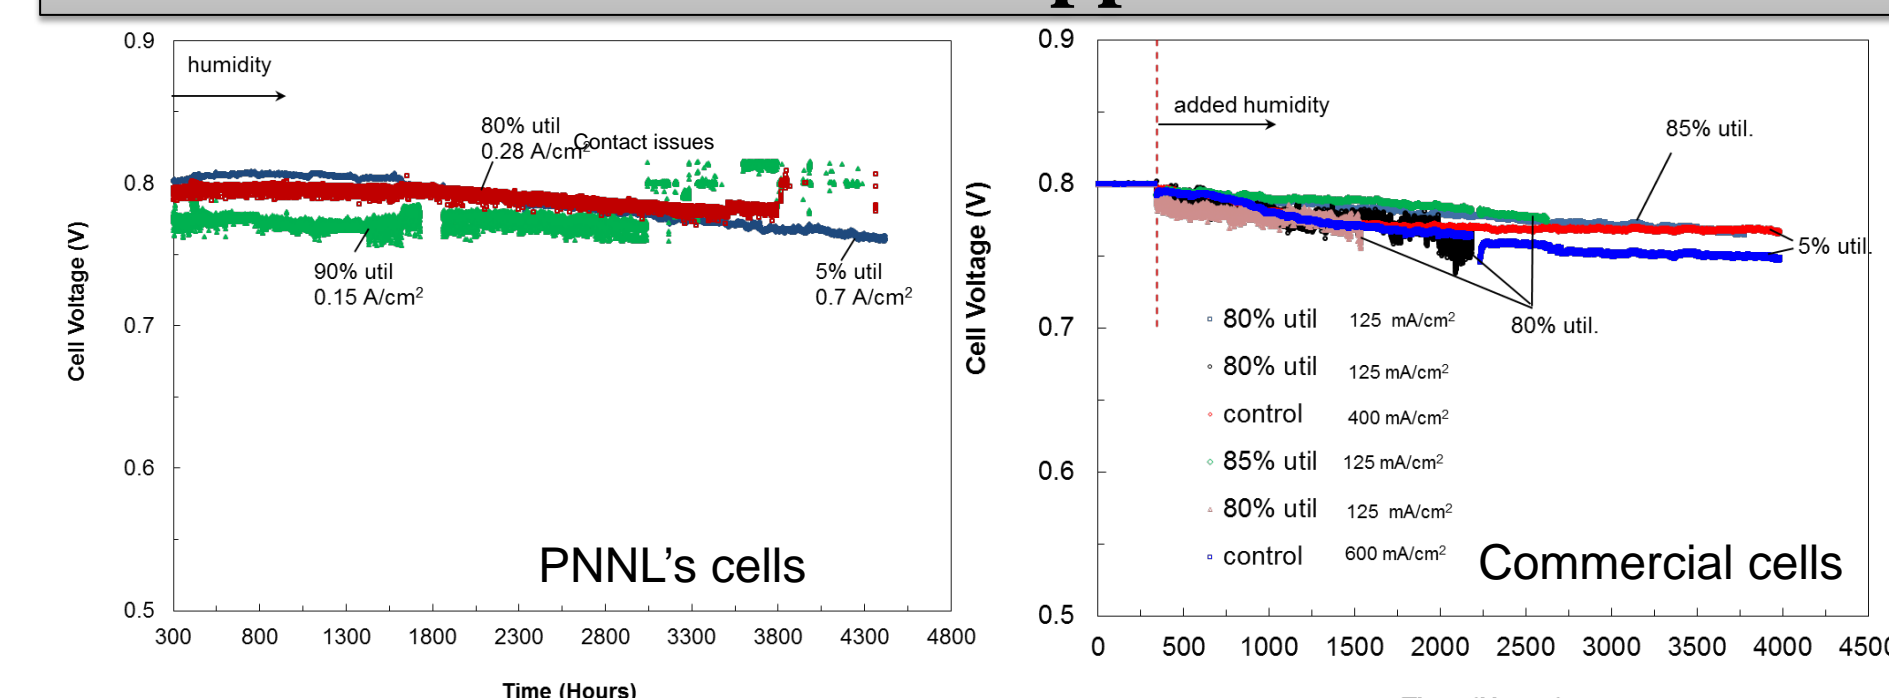 0.9
humidity
80% util
0.28 A/cm²
Contact issues
0.8
90% util
0.15 A/cm²
5% util
0.7 A/cm²
0.7
0.6
0.5
Cell Voltage (V)
PNNL’s cells
300 800 1300 1800 2300 2800 3300 3800 4300 4800
Time (Hours)
0.9
added humidity
85% util.
0.8
5% util.
0.7
80% util.
0.6
0.5
Cell Voltage (V)
80% util 125 mA/cm²
80% util 125 mA/cm²
control 400 mA/cm²
85% util 125 mA/cm²
80% util 125 mA/cm²
control 600 mA/cm²
Commercial cells
0 500 1000 1500 2000 2500 3000 3500 4000 4500